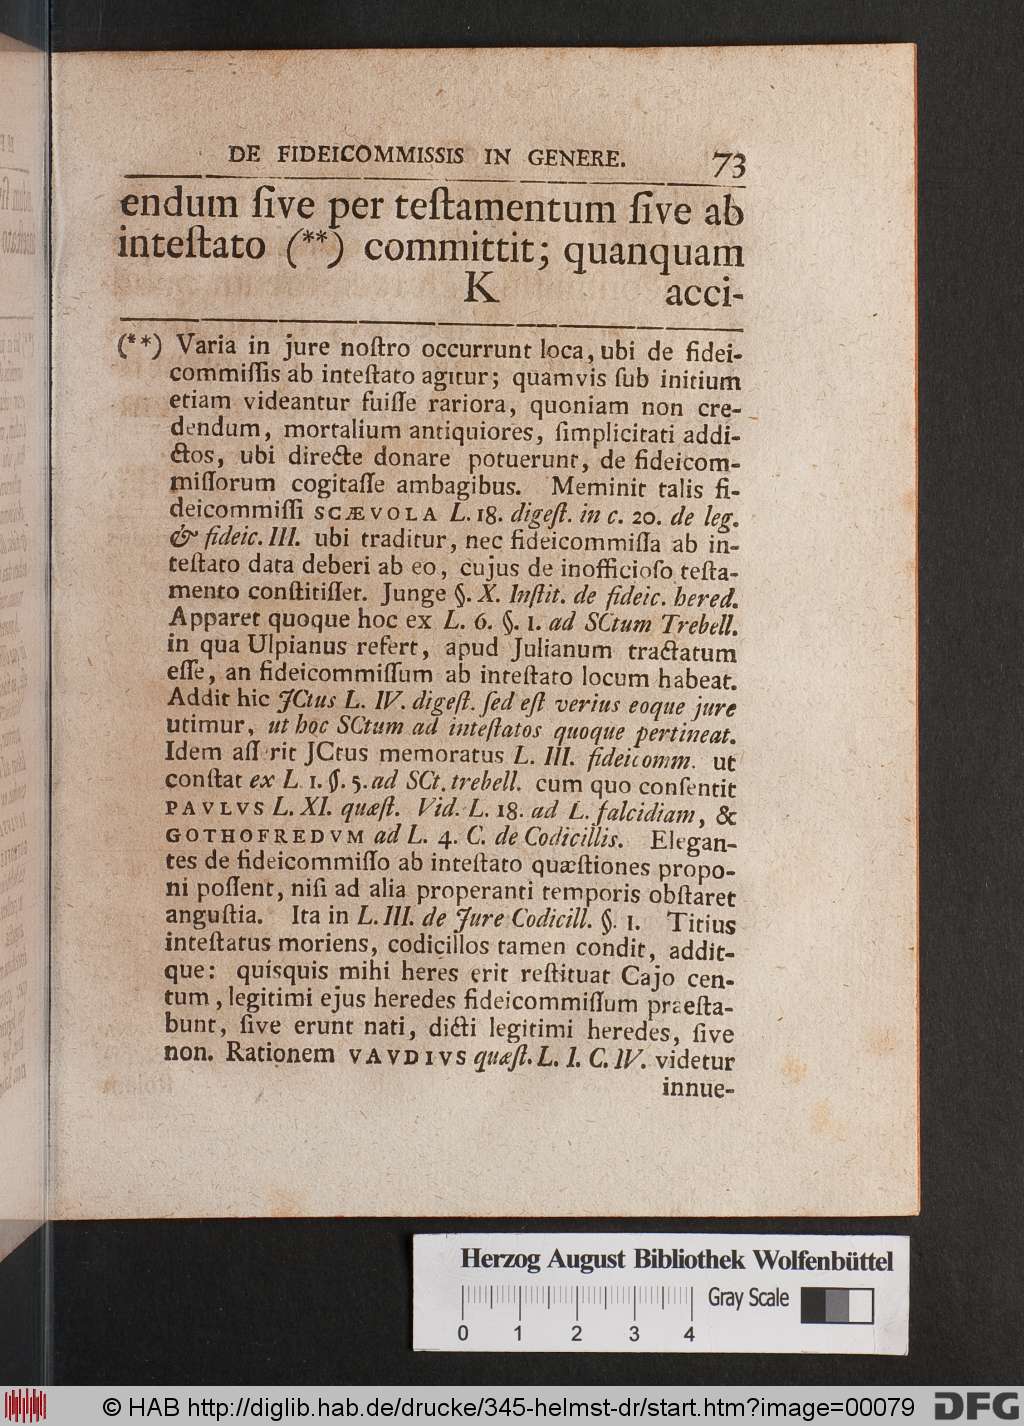 DE FIDEICOMMISSIS IN GENERE. 73
endum ſive per teſtamentum ſive ab
inteſtato (**) committit; quanquam
K acci-
(**) Varia in jure noſtro occurrunt loca, ubi de fidei-
commiſſis ab inteſtato agitur; quamvis ſub initium
etiam videantur fuiſſe rariora, quoniam non cre-
dendum, mortalium antiquiores, ſimplicitati addi-
ctos, ubi directe donare potuerunt, de fideicom-
miſſorum cogitaſſe ambagibus. Meminit talis fi-
deicommiſſi SCÆVOLA L. 18. digeſt. in c. 20. de leg.
& fideic. III. ubi traditur, nec fideicommiſſa ab in-
teſtato data deberi ab eo, cujus de inofficioſo teſta-
mento conſtitiſſet. Junge §. X. Inſtit. de fideic. hered.
Apparet quoque hoc ex L. 6. §. 1. ad SCtum Trebell.
in qua Ulpianus refert, apud Julianum tractatum
eſſe, an fideicommiſſum ab inteſtato locum habeat.
Addit hic JCtus L. IV. digeſt. ſed eſt verius eoque jure
utimur, ut hoc SCtum ad inteſtatos quoque pertineat.
Idem aſſerit JCtus memoratus L. III. fideicomm. ut
conſtat ex L. 1. §. 5. ad SCt. trebell. cum quo conſentit
PAVLVS L. XI. quæſt. Vid. L. 18. ad L. falcidiam, &
GOTHOFREDVM ad L. 4. C. de Codicillis. Elegan-
tes de fideicommiſſo ab inteſtato quæſtiones propo-
ni poſſent, niſi ad alia properanti temporis obſtaret
anguſtia. Ita in L. III. de Jure Codicill. §. 1. Titius
inteſtatus moriens, codicillos tamen condit, addit-
que: quisquis mihi heres erit reſtituat Cajo cen-
tum, legitimi ejus heredes fideicommiſſum præſta-
bunt, ſive erunt nati, dicti legitimi heredes, ſive
non. Rationem VAVDIVS quæſt. L. I. C. IV. videtur
innue-
Herzog August Bibliothek Wolfenbüttel
Gray Scale
0 1 2 3 4
© HAB http://diglib.hab.de/drucke/345-helmst-dr/start.htm?image=00079 DFG